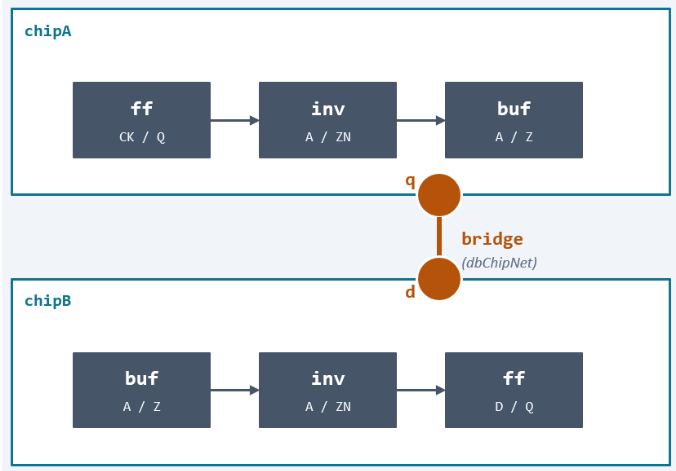 chipA
ff inv buf
CK / Q A / ZN A / Z
q
bridge
(dbChipNet)
d
chipB
buf inv ff
A / Z A / ZN D / Q